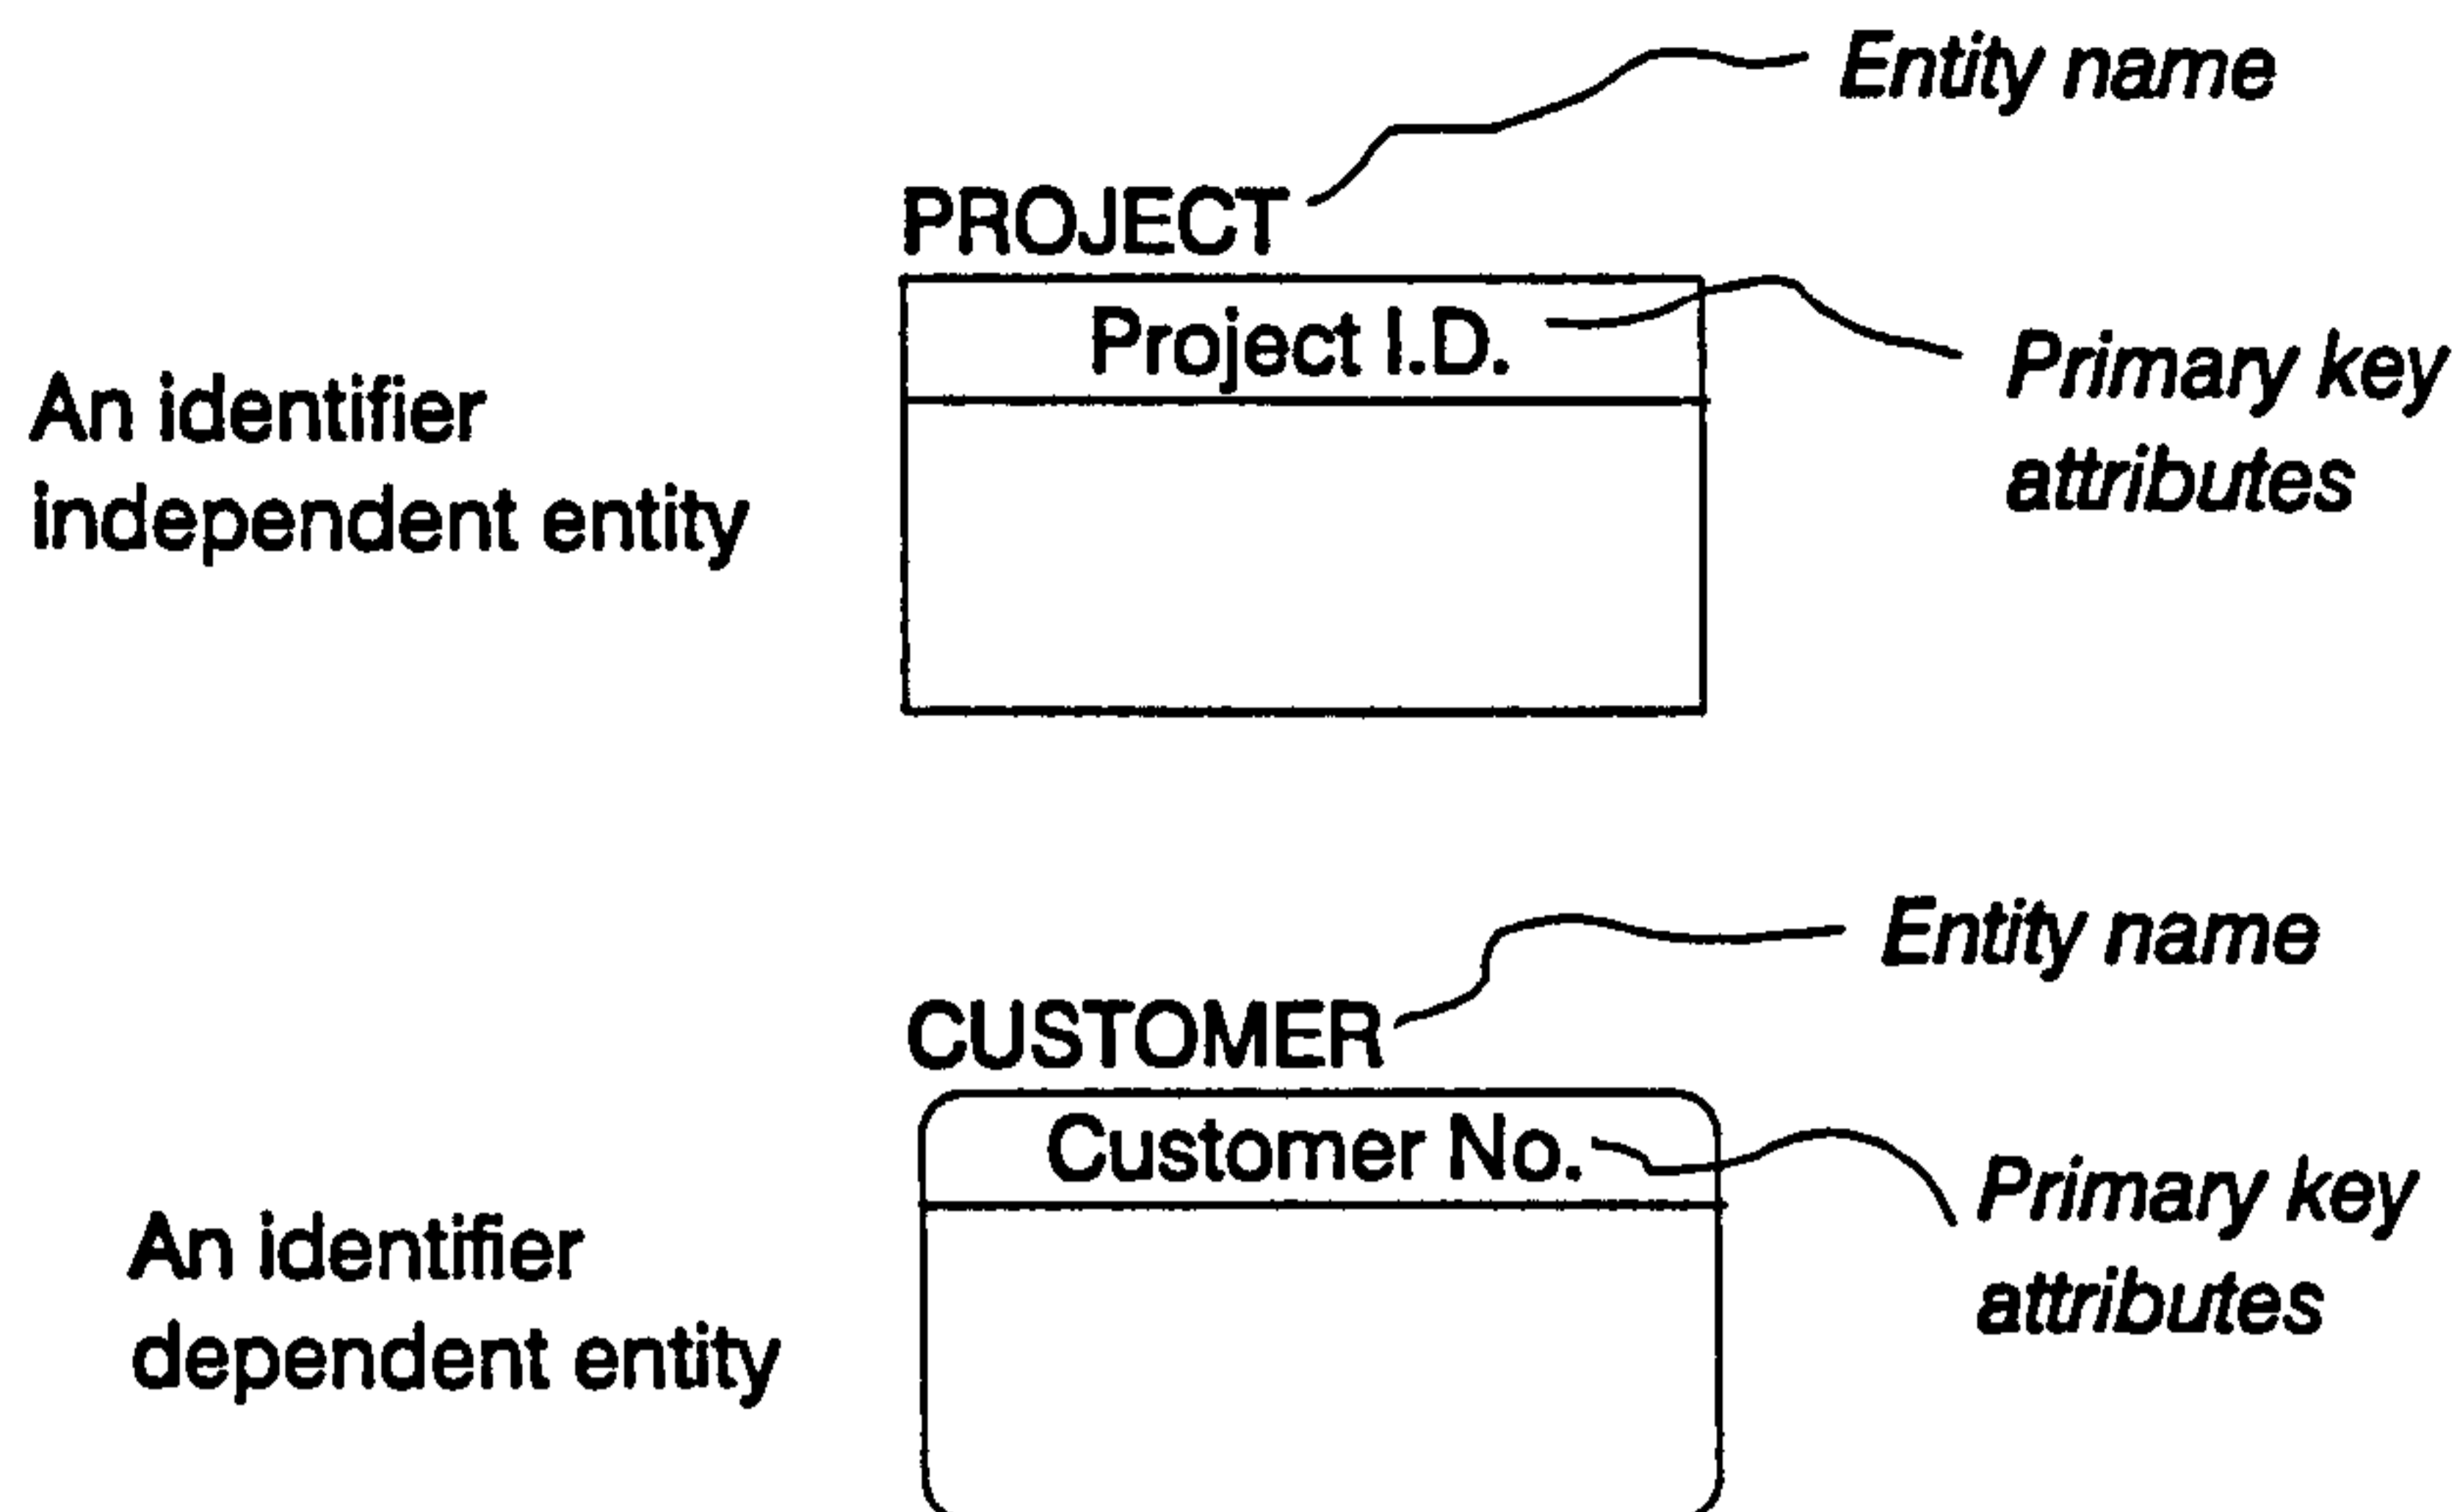 Entity name
PROJECT
Project I.D.
Primary key
attributes
An identifier
independent entity
Entity name
CUSTOMER
Customer No.
Primary key
attributes
An identifier
dependent entity